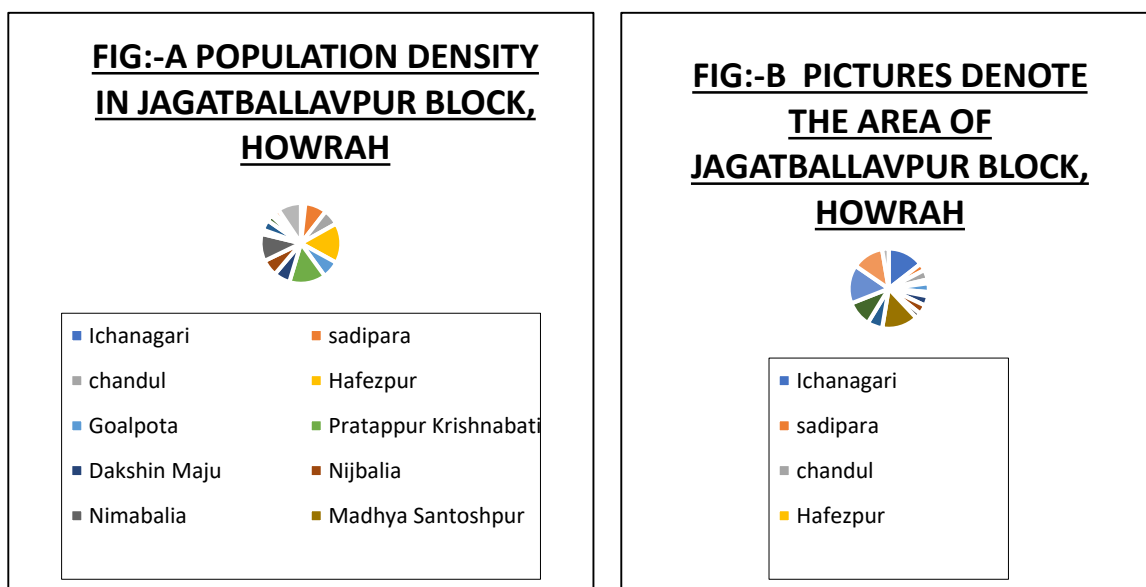 FIG:-A POPULATION DENSITY
IN JAGATBALLAVPUR BLOCK,
HOWRAH
Ichanagari
sadipara
chandul
Hafezpur
Goalpota
Pratappur Krishnabati
Dakshin Maju
Nijbalia
Nimabalia
Madhya Santoshpur
FIG:-B PICTURES DENOTE
THE AREA OF
JAGATBALLAVPUR BLOCK,
HOWRAH
Ichanagari
sadipara
chandul
Hafezpur